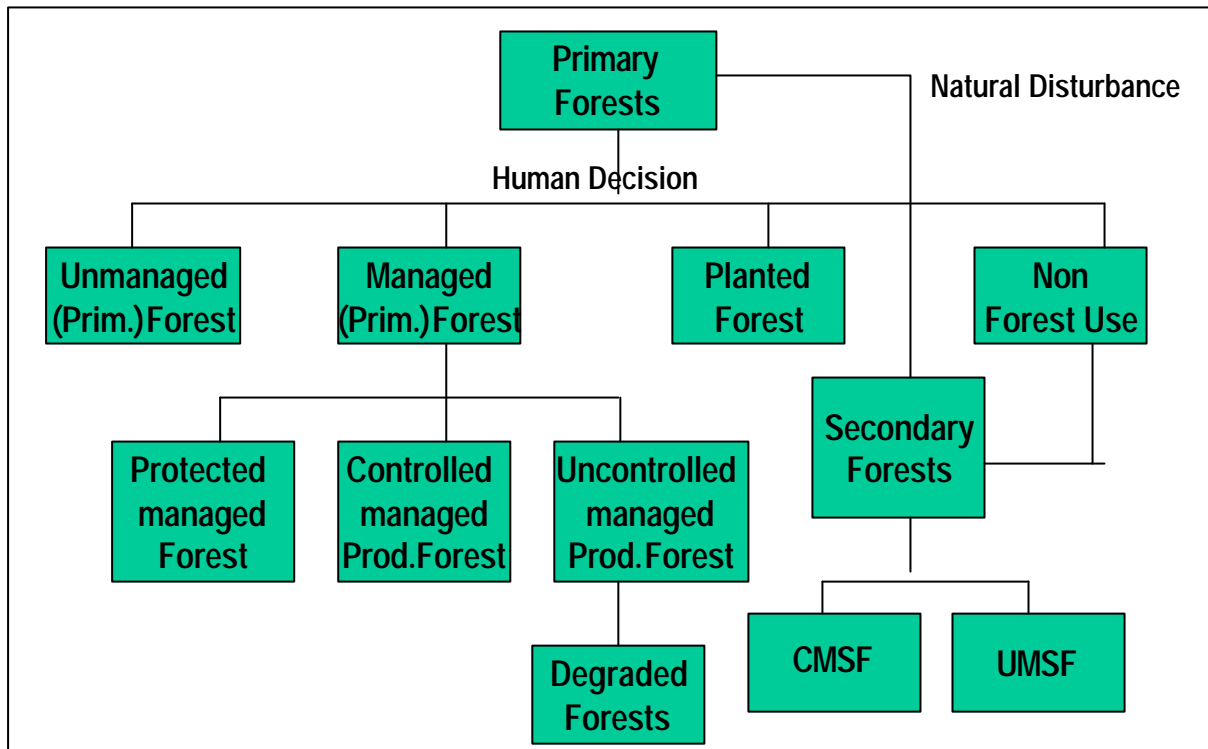 Primary
Forests
Natural Disturbance
Human Decision
Unmanaged
(Prim.)Forest
Managed
(Prim.)Forest
Planted
Forest
Non
Forest Use
Secondary
Forests
Protected
managed
Forest
Controlled
managed
Prod.Forest
Uncontrolled
managed
Prod.Forest
CMSF
UMSF
Degraded
Forests